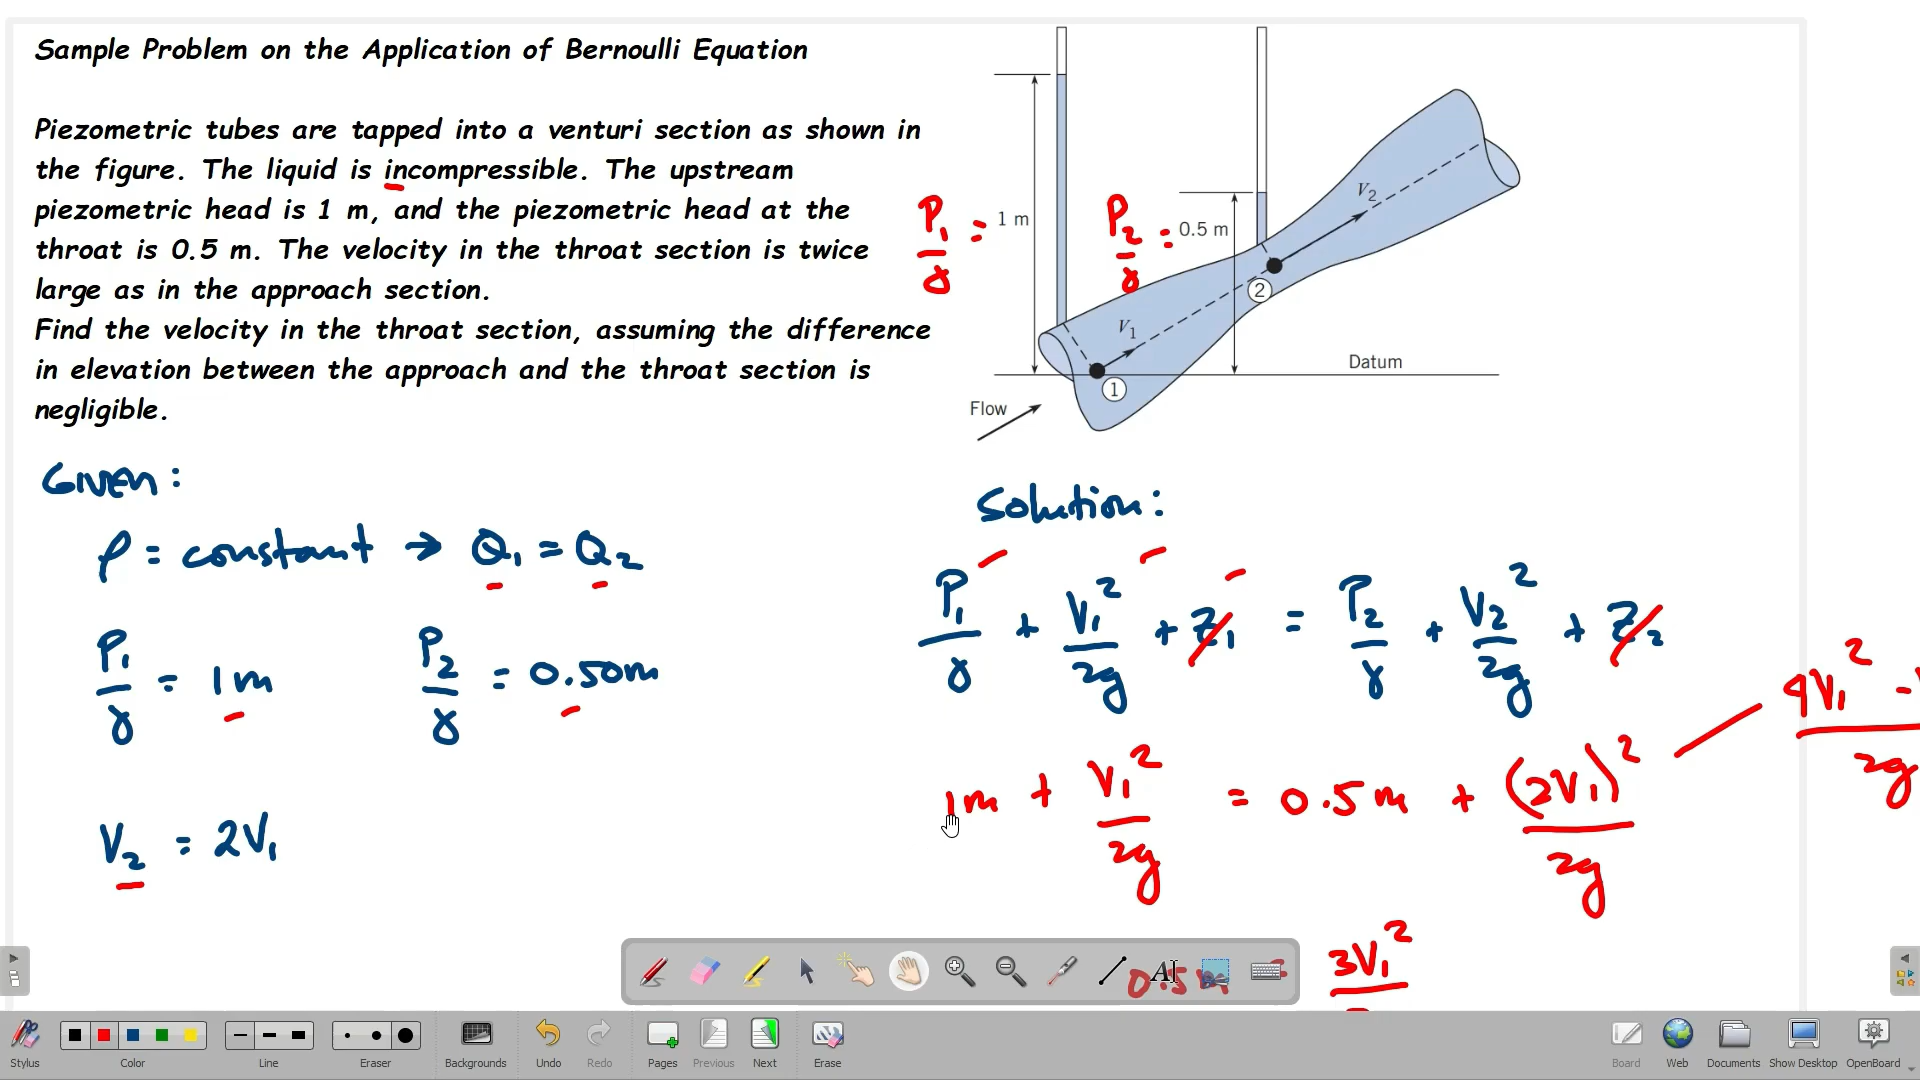 Sample Problem on the Application of Bernoulli Equation
Piezometric tubes are tapped into a venturi section as shown in
the figure. The liquid is incompressible. The upstream
piezometric head is 1 m, and the piezometric head at the
throat is 0.5 m. The velocity in the throat section is twice
large as in the approach section.
Find the velocity in the throat section, assuming the difference
in elevation between the approach and the throat section is
negligible.
P₁/γ = 1 m
P₂/γ = 0.5 m
V₂
V₁
2
1
Datum
Flow
Given:
ρ = constant → Q₁ = Q₂
P₁/γ = 1m
P₂/γ = 0.50m
V₂ = 2V₁
Solution:
P₁/γ + V₁²/2g + Z₁ = P₂/γ + V₂²/2g + Z₂
1m + V₁²/2g = 0.5m + (2V₁)²/2g
4V₁² -
2g
0.5m
3V₁²
Stylus
Color
Line
Eraser
Backgrounds
Undo
Redo
Pages
Previous
Next
Erase
Board
Web
Documents
Show Desktop
OpenBoard